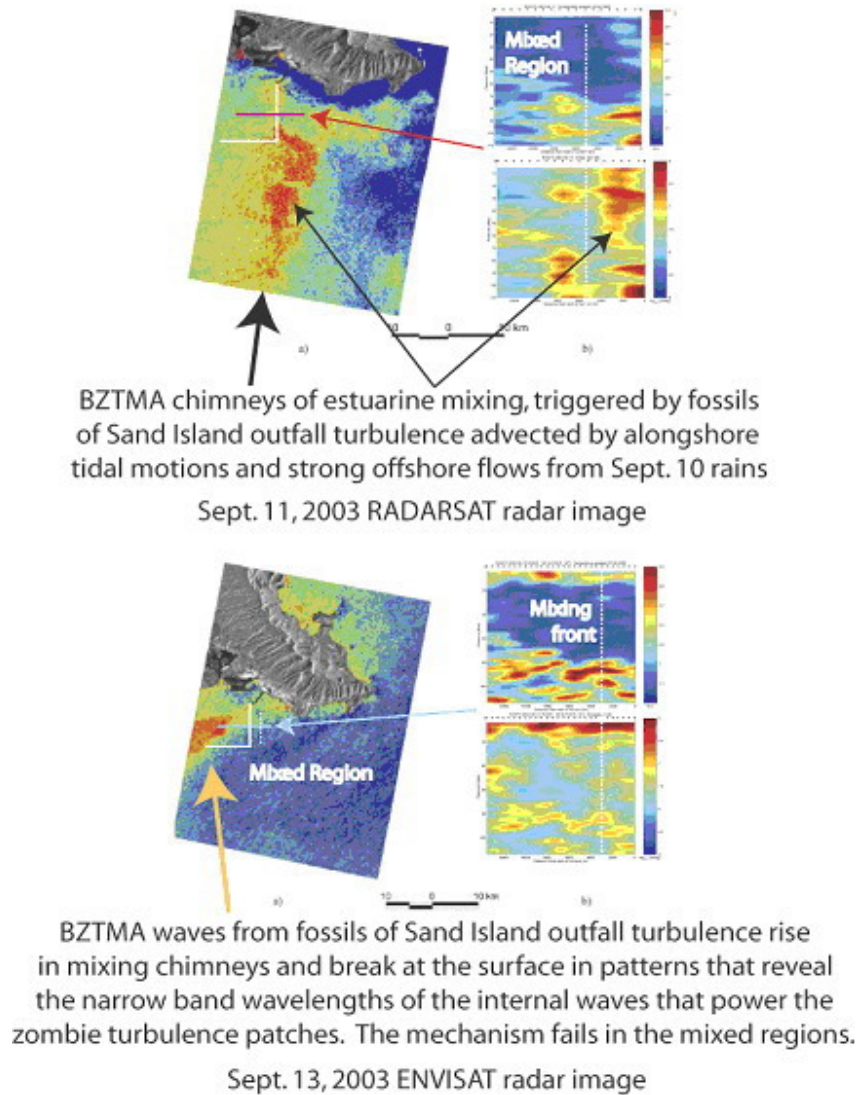 Mixed
Region
10 0 10 km
a) b)
BZTMA chimneys of estuarine mixing, triggered by fossils
of Sand Island outfall turbulence advected by alongshore
tidal motions and strong offshore flows from Sept. 10 rains
Sept. 11, 2003 RADARSAT radar image
Mixing
front
Mixed Region
10 0 10 km
a) b)
BZTMA waves from fossils of Sand Island outfall turbulence rise
in mixing chimneys and break at the surface in patterns that reveal
the narrow band wavelengths of the internal waves that power the
zombie turbulence patches. The mechanism fails in the mixed regions.
Sept. 13, 2003 ENVISAT radar image